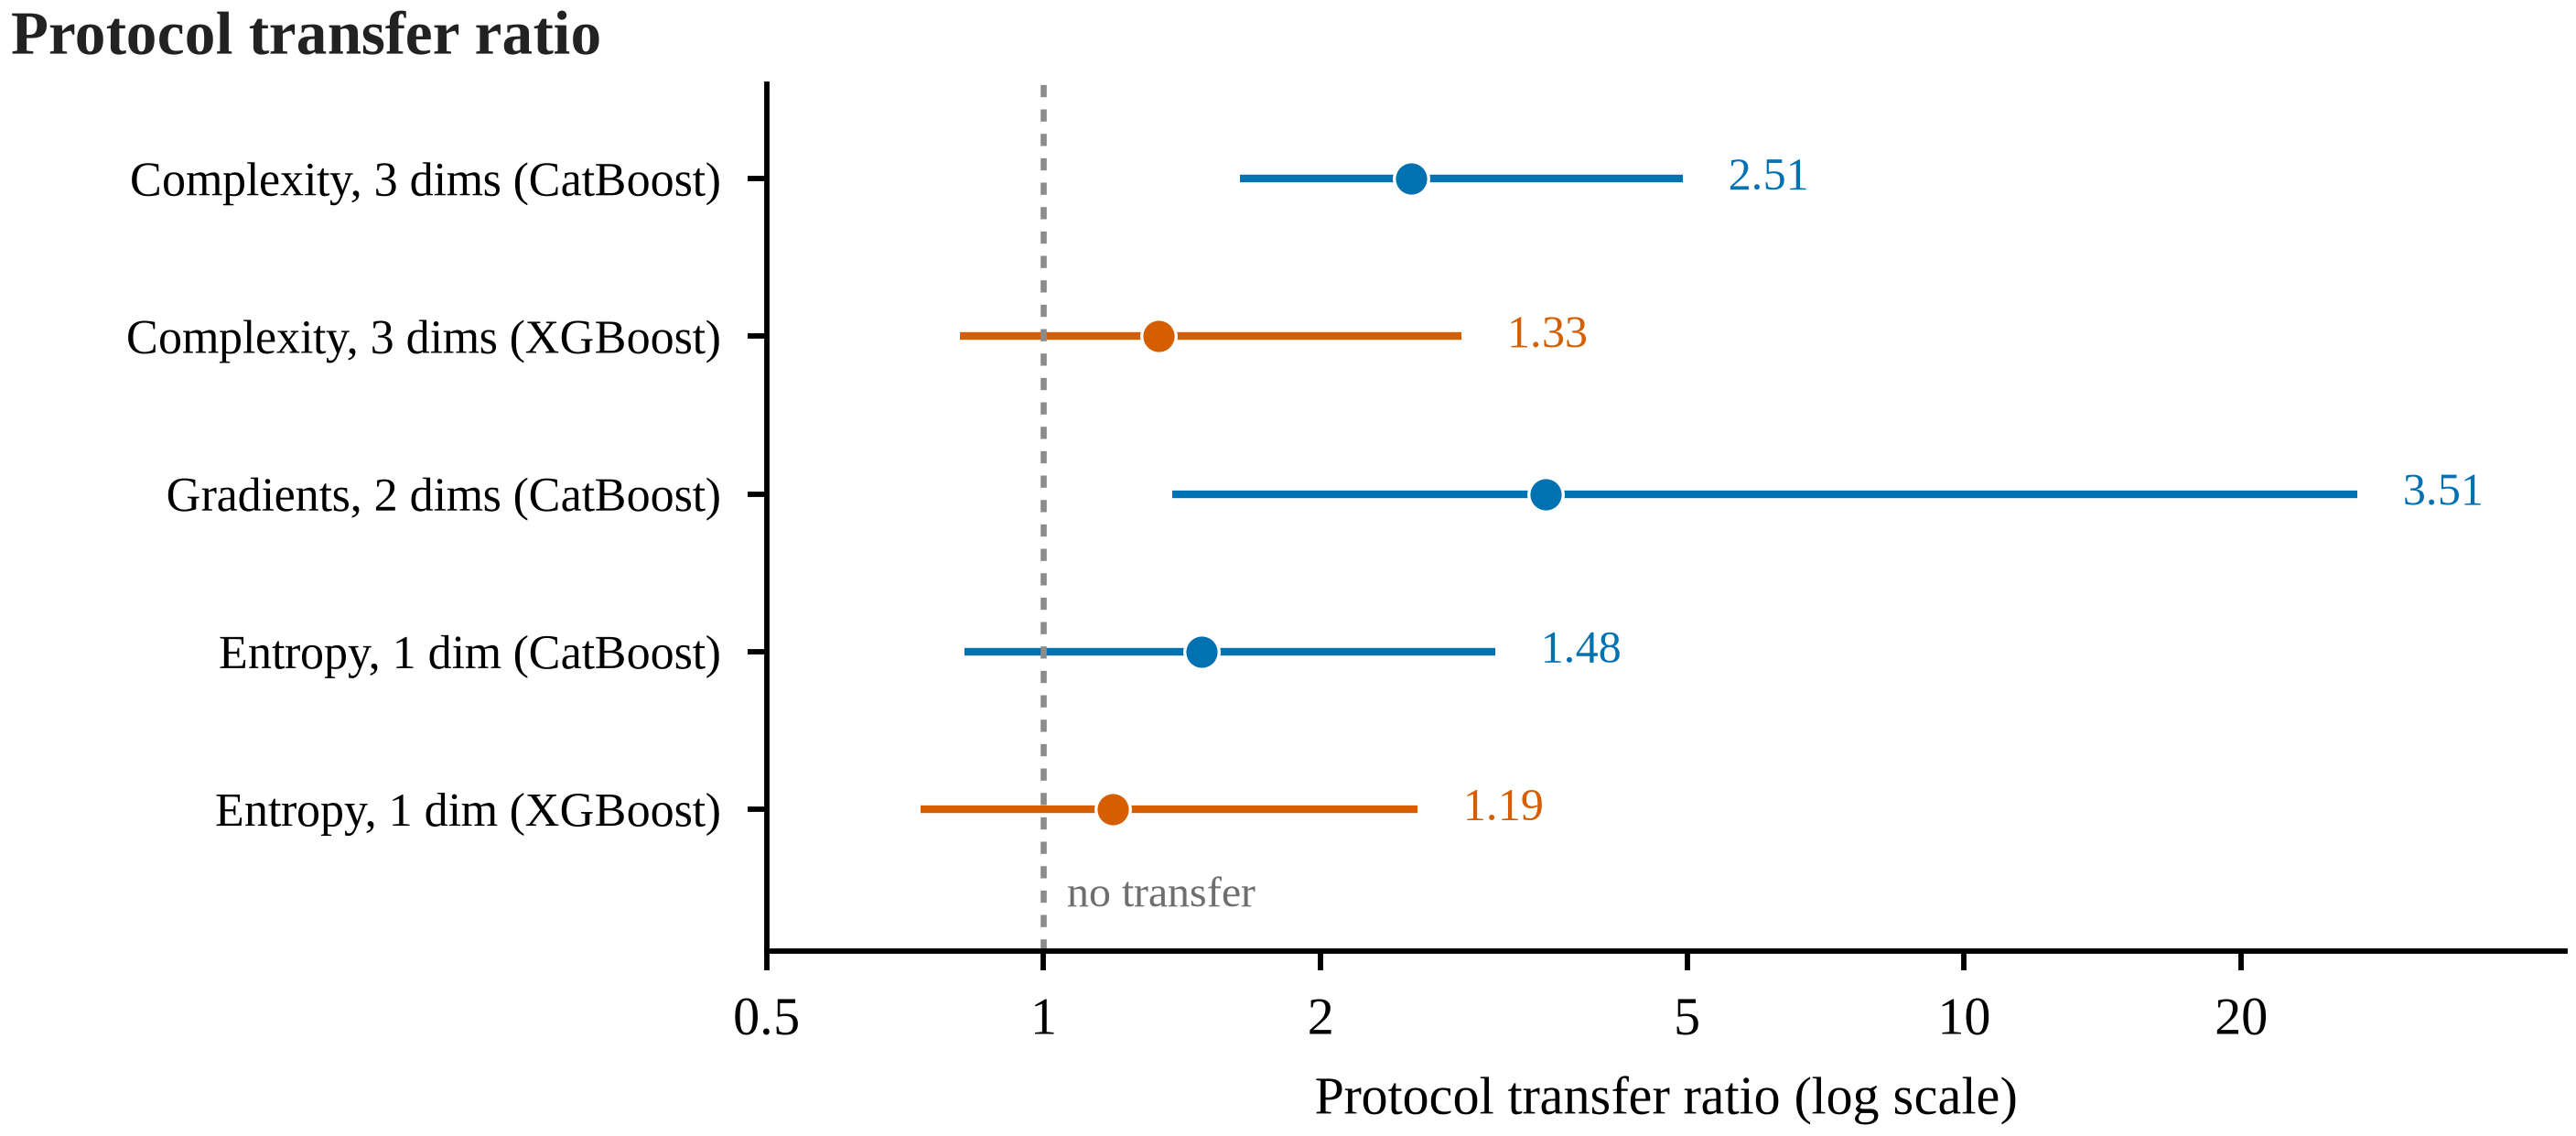 Protocol transfer ratio
Complexity, 3 dims (CatBoost)
2.51
Complexity, 3 dims (XGBoost)
1.33
Gradients, 2 dims (CatBoost)
3.51
Entropy, 1 dim (CatBoost)
1.48
Entropy, 1 dim (XGBoost)
1.19
no transfer
0.5 1 2 5 10 20
Protocol transfer ratio (log scale)